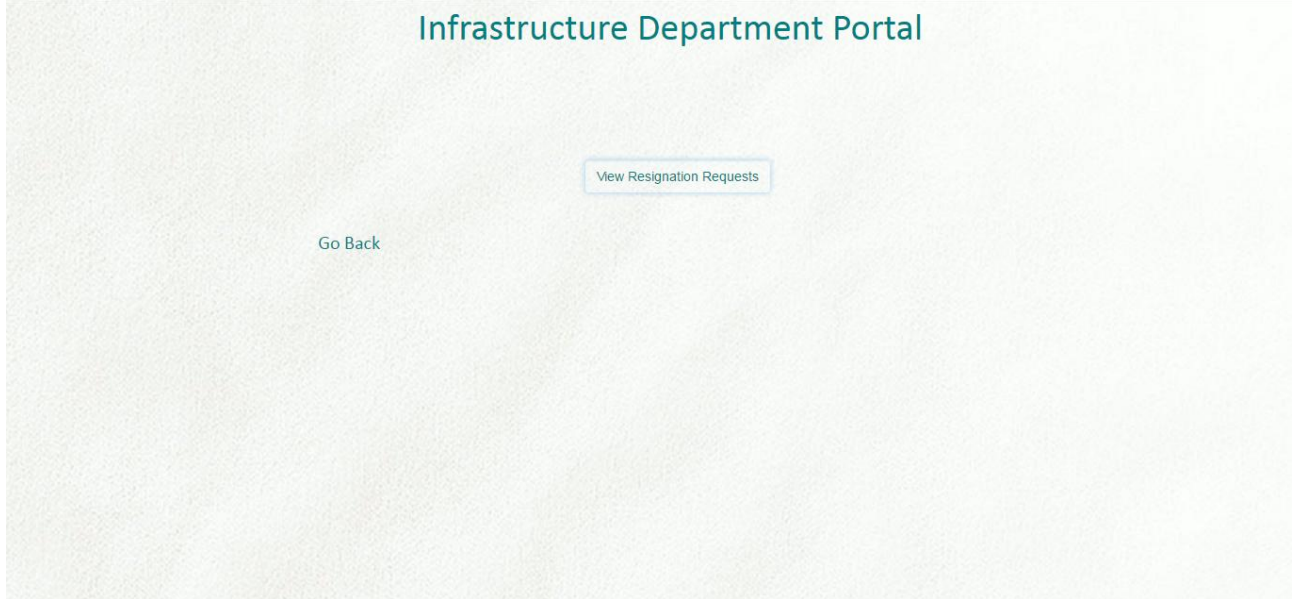 Infrastructure Department Portal
View Resignation Requests
Go Back